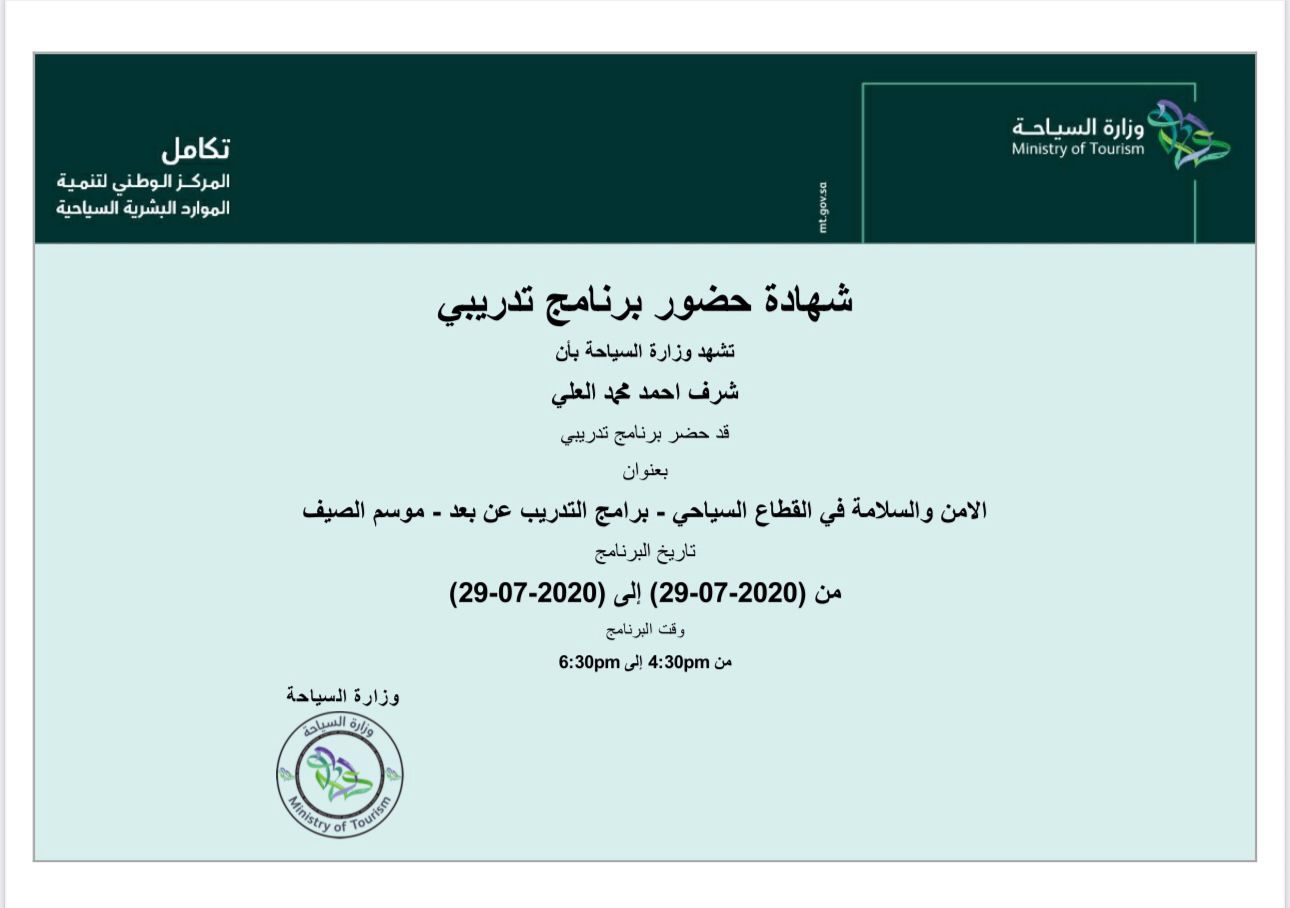 وزارة السياحة
Ministry of Tourism
mt.gov.sa
تكامل
المركز الوطني لتنمية
الموارد البشرية السياحية
شهادة حضور برنامج تدريبي
تشهد وزارة السياحة بأن
شرف احمد محمد العلي
قد حضر برنامج تدريبي
بعنوان
الامن والسلامة في القطاع السياحي - برامج التدريب عن بعد - موسم الصيف
تاريخ البرنامج
من (29-07-2020) إلى (29-07-2020)
وقت البرنامج
من 4:30pm إلى 6:30pm
وزارة السياحة
وزارة السياحة
Ministry of Tourism